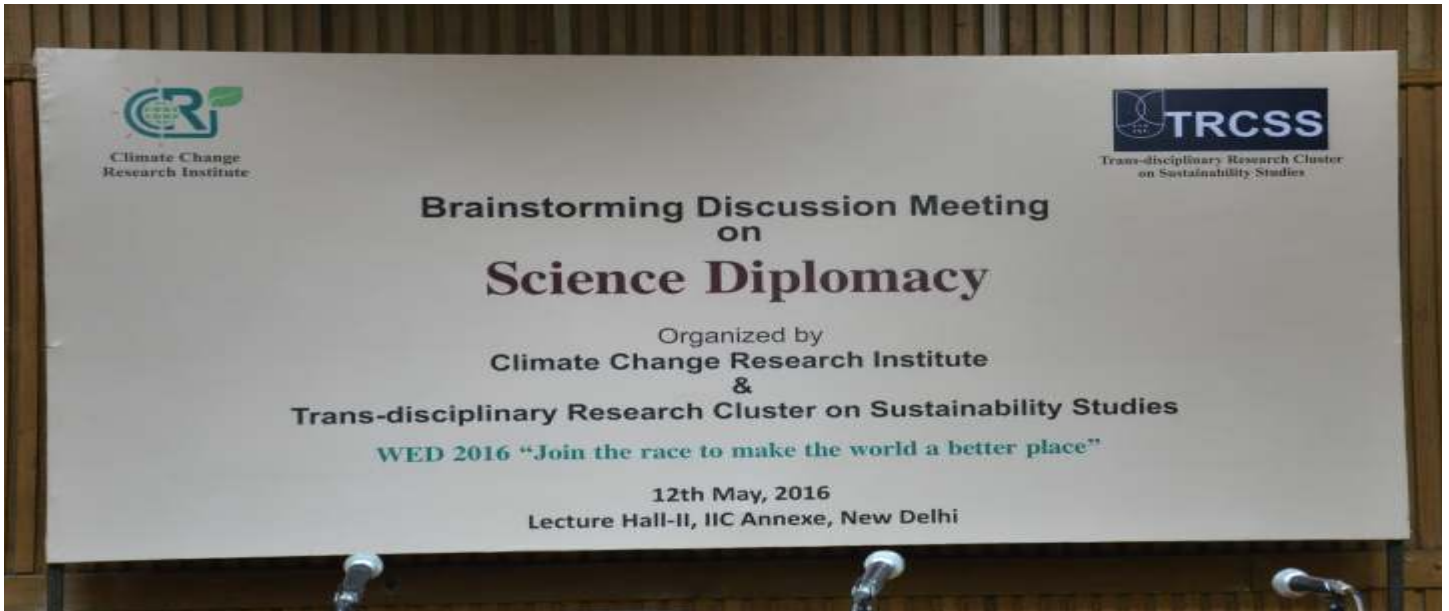 CCRI
Climate Change
Research Institute
TRCSS
Trans-disciplinary Research Cluster
on Sustainability Studies
Brainstorming Discussion Meeting
on
Science Diplomacy
Organized by
Climate Change Research Institute
&
Trans-disciplinary Research Cluster on Sustainability Studies
WED 2016 “Join the race to make the world a better place”
12th May, 2016
Lecture Hall-II, IIC Annexe, New Delhi